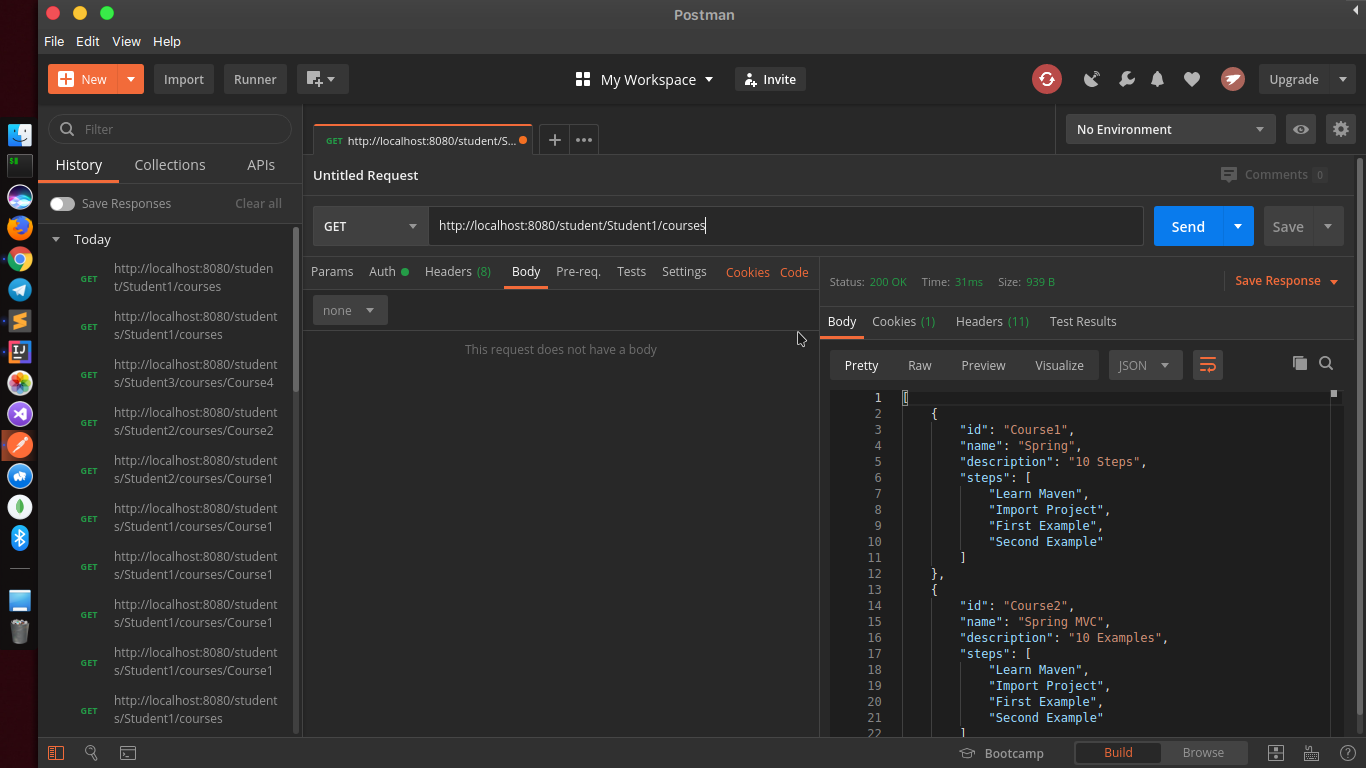 Postman
File Edit View Help
New Import Runner My Workspace Invite Upgrade
Filter
History Collections APIs
Save Responses Clear all
Today
GET http://localhost:8080/studen
t/Student1/courses
GET http://localhost:8080/student
s/Student1/courses
GET http://localhost:8080/student
s/Student3/courses/Course4
GET http://localhost:8080/student
s/Student2/courses/Course2
GET http://localhost:8080/student
s/Student2/courses/Course1
GET http://localhost:8080/student
s/Student1/courses/Course1
GET http://localhost:8080/student
s/Student1/courses/Course1
GET http://localhost:8080/student
s/Student1/courses/Course1
GET http://localhost:8080/student
s/Student1/courses/Course1
GET http://localhost:8080/student
s/Student1/courses
GET http://localhost:8080/student/S...
No Environment
Untitled Request
Comments 0
GET http://localhost:8080/student/Student1/courses Send Save
Params Auth Headers (8) Body Pre-req. Tests Settings Cookies Code
none
This request does not have a body
Status: 200 OK Time: 31ms Size: 939 B Save Response
Body Cookies (1) Headers (11) Test Results
Pretty Raw Preview Visualize JSON
1 [
2 {
3 "id": "Course1",
4 "name": "Spring",
5 "description": "10 Steps",
6 "steps": [
7 "Learn Maven",
8 "Import Project",
9 "First Example",
10 "Second Example"
11 ]
12 },
13 {
14 "id": "Course2",
15 "name": "Spring MVC",
16 "description": "10 Examples",
17 "steps": [
18 "Learn Maven",
19 "Import Project",
20 "First Example",
21 "Second Example"
22 ]
Bootcamp Build Browse